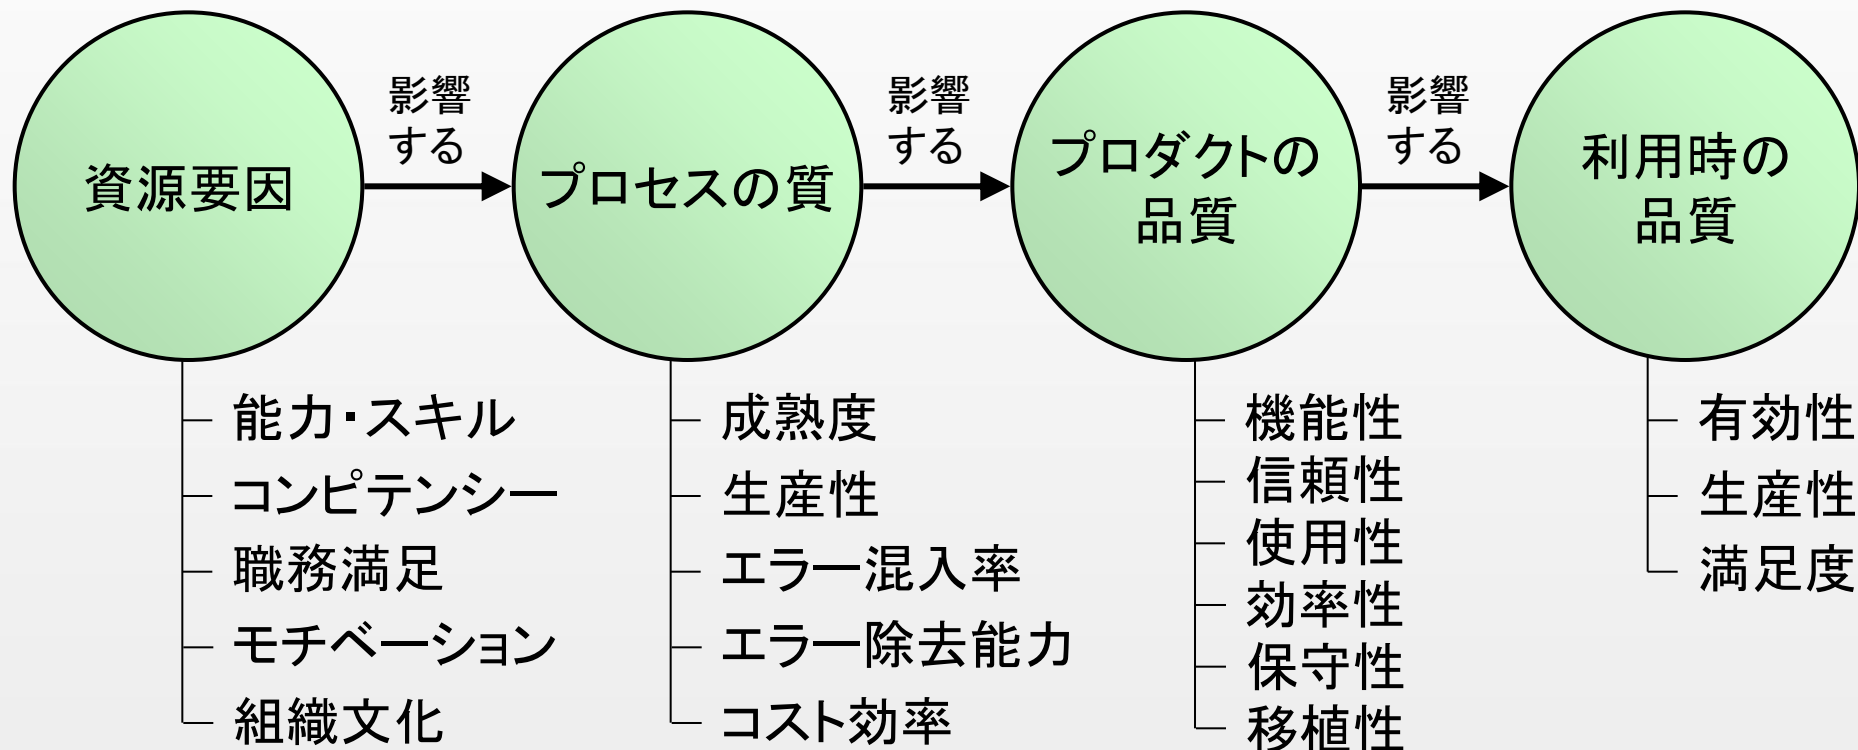 資源要因
影響
する
プロセスの質
影響
する
プロダクトの
品質
影響
する
利用時の
品質
能力・スキル
コンピテンシー
職務満足
モチベーション
組織文化
成熟度
生産性
エラー混入率
エラー除去能力
コスト効率
機能性
信頼性
使用性
効率性
保守性
移植性
有効性
生産性
満足度